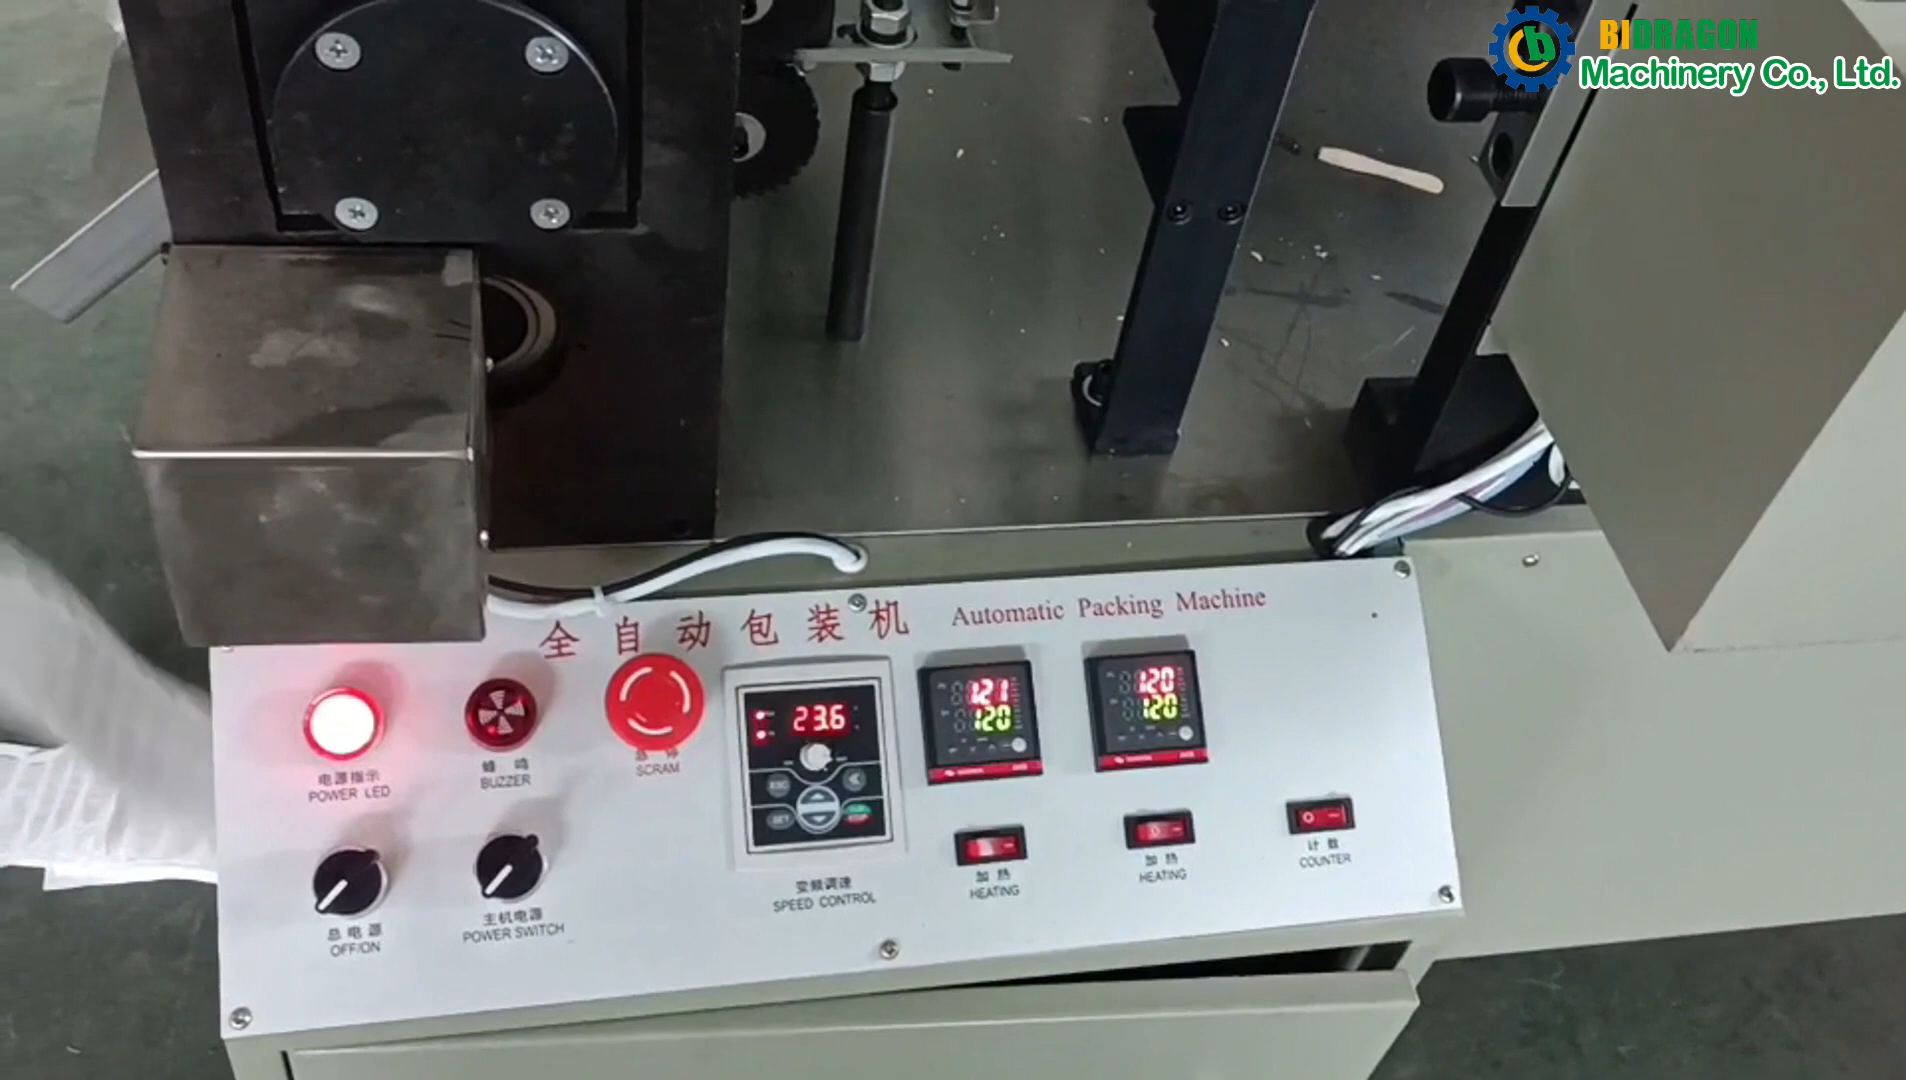 BIDRAGON
Machinery Co., Ltd.
全自动包装机 Automatic Packing Machine
电源指示
POWER LED
蜂鸣
BUZZER
急停
SCRAM
23.6
121
120
120
120
总电源
OFF/ON
主机电源
POWER SWITCH
变频调速
SPEED CONTROL
加热
HEATING
加热
HEATING
计数
COUNTER